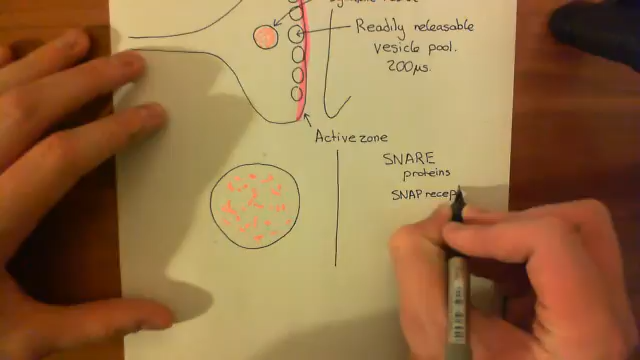 Readily releasable
vesicle pool.
200µs.
Active zone
SNARE
proteins
SNAP recep